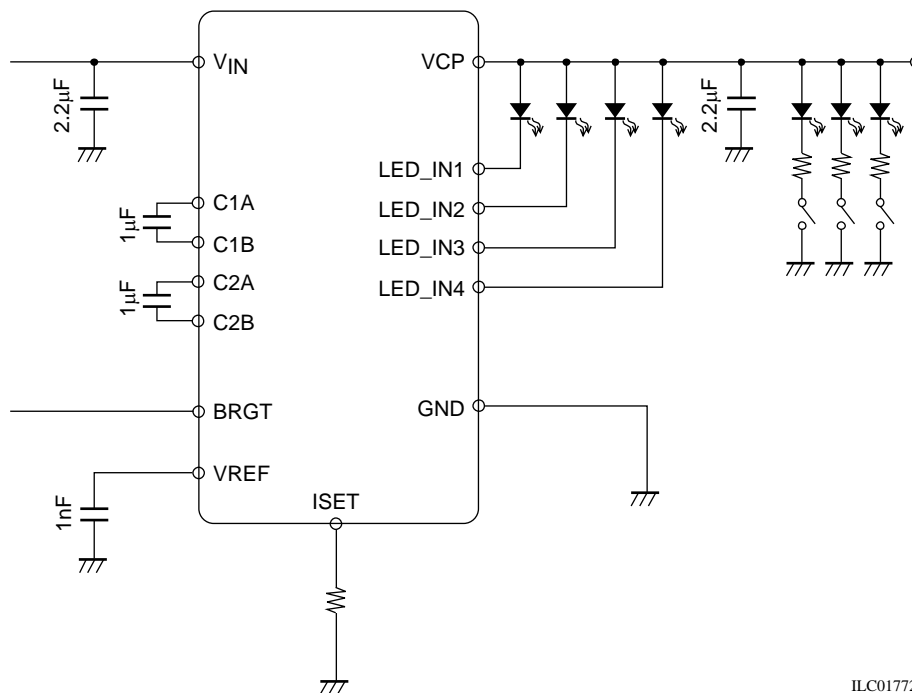 VIN
VCP
2.2µF
2.2µF
LED_IN1
C1A
LED_IN2
1µF
C1B
LED_IN3
C2A
LED_IN4
1µF
C2B
BRGT
GND
VREF
ISET
1nF
ILC01772